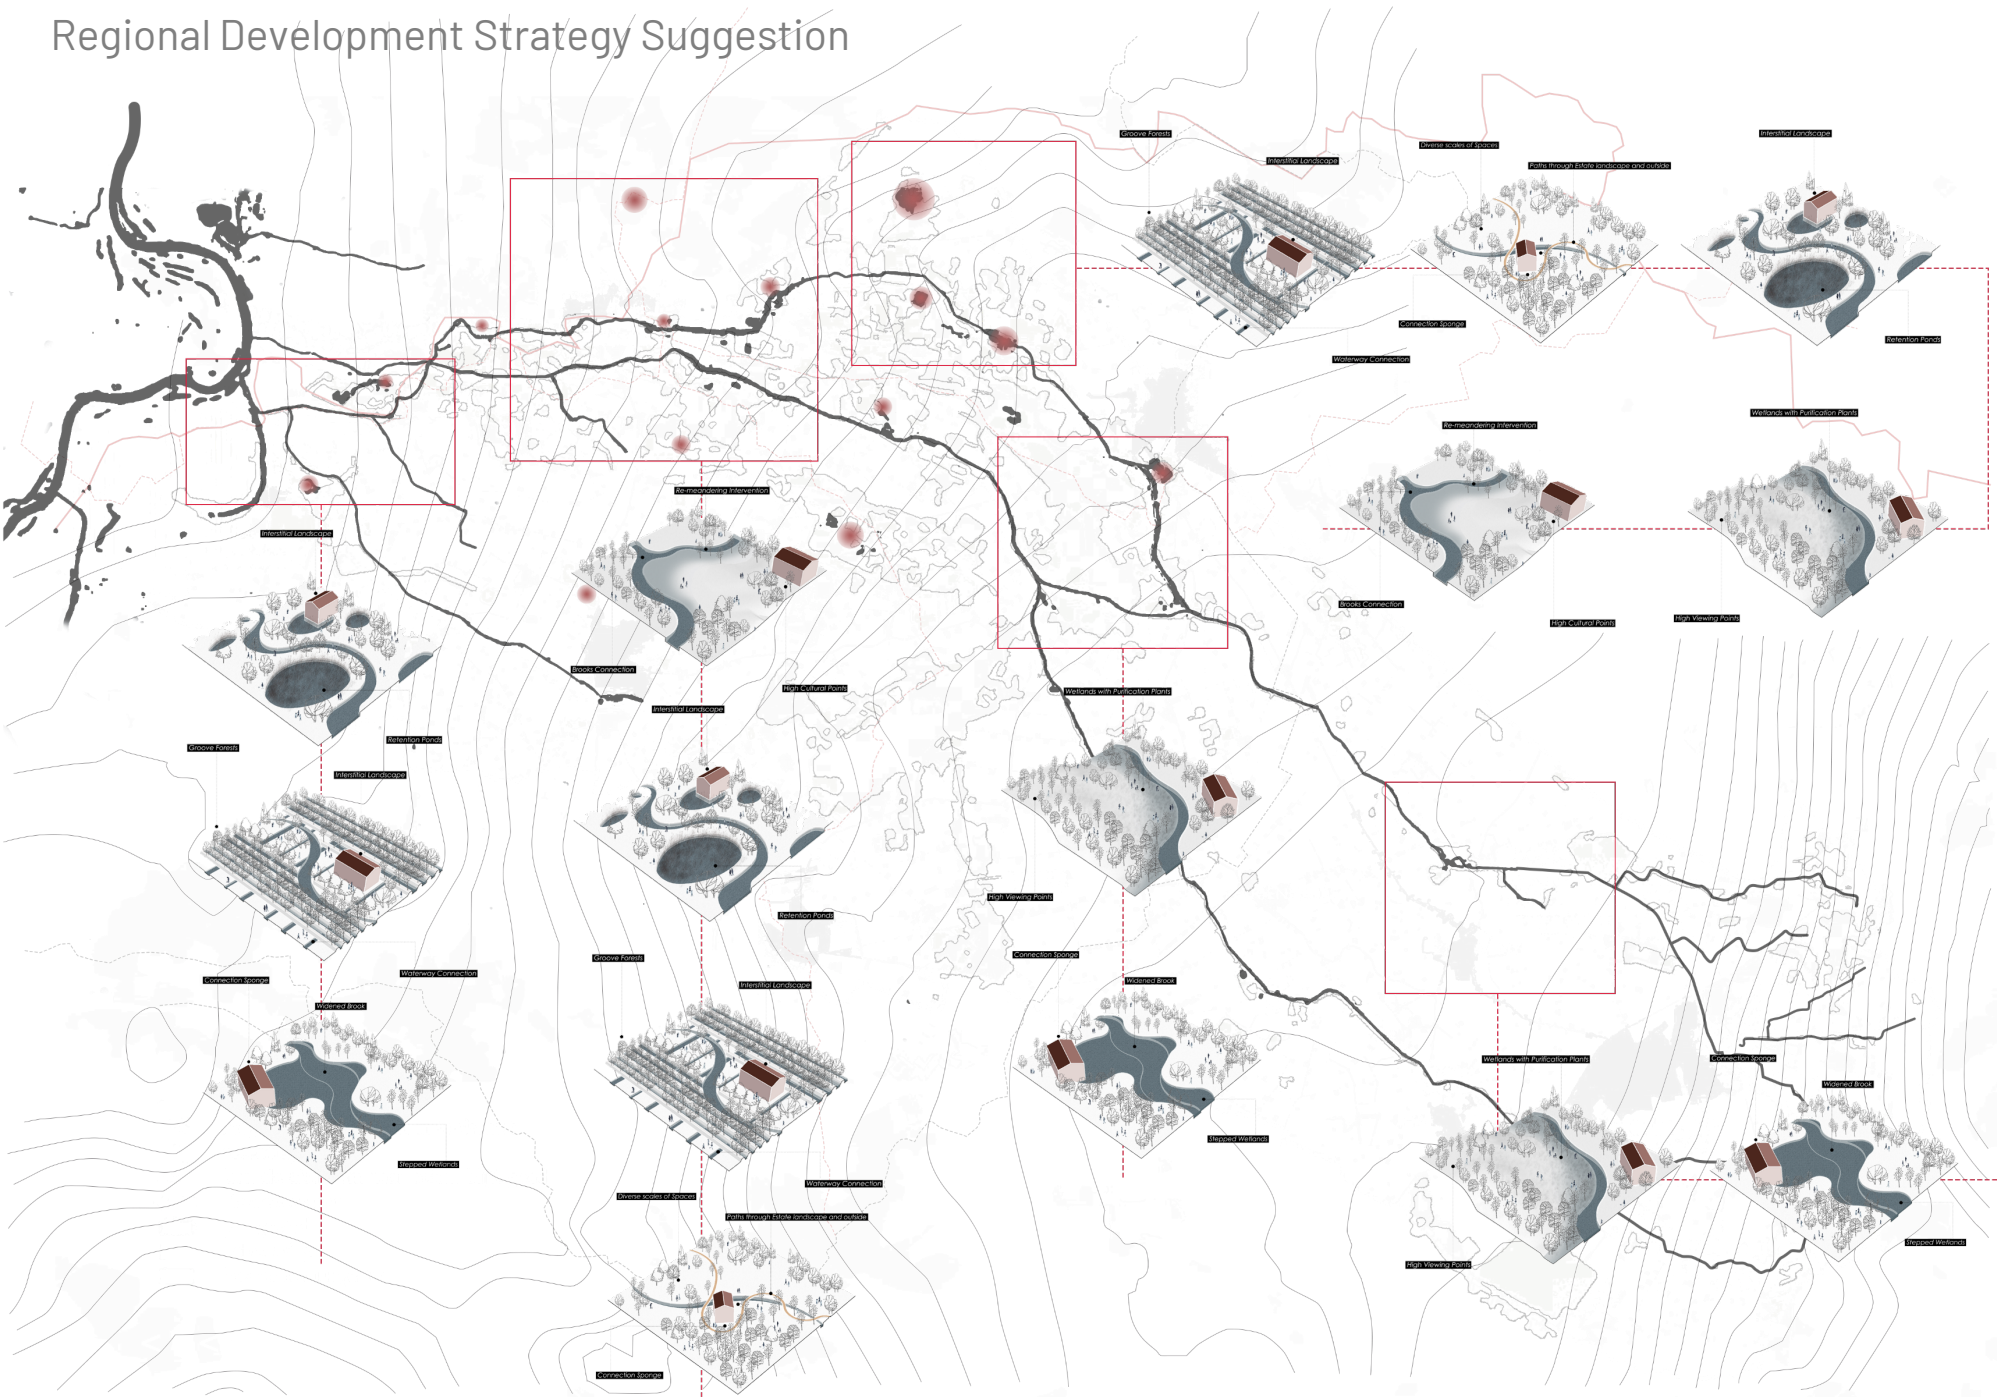 Regional Development Strategy Suggestion
Groove Forests
Interstitial Landscape
Diverse scales of Spaces
Paths through Estate landscape and outside
Interstitial Landscape
Connection Sponge
Waterway Connection
Retention Ponds
Re-meandering Intervention
Wetlands with Purification Plants
Brooks Connection
High Cultural Points
High Viewing Points
Interstitial Landscape
Retention Ponds
Groove Forests
Interstitial Landscape
Connection Sponge
Waterway Connection
Widened Brook
Stepped Wetlands
Re-meandering Intervention
Brooks Connection
High Cultural Points
Interstitial Landscape
Retention Ponds
Groove Forests
Interstitial Landscape
Waterway Connection
Diverse scales of Spaces
Paths through Estate landscape and outside
Connection Sponge
Wetlands with Purification Plants
High Viewing Points
Connection Sponge
Widened Brook
Stepped Wetlands
Wetlands with Purification Plants
High Viewing Points
Connection Sponge
Widened Brook
Stepped Wetlands